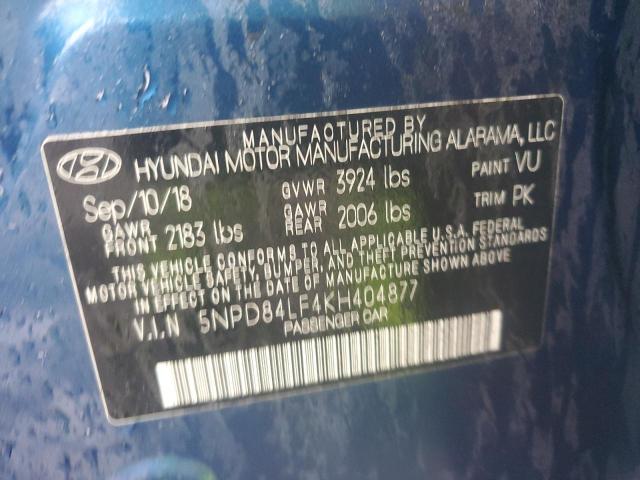 MANUFACTURED BY
HYUNDAI MOTOR MANUFACTURING ALARAMA, LLC
Sep/10/18 GVWR 3924 lbs PAINT VU
GAWR FRONT 2183 lbs GAWR REAR 2006 lbs TRIM PK
THIS VEHICLE CONFORMS TO ALL APPLICABLE U.S.A. FEDERAL
MOTOR VEHICLE SAFETY, BUMPER, AND THEFT PREVENTION STANDARDS
IN EFFECT ON THE DATE OF MANUFACTURE SHOWN ABOVE
V.I.N 5NPD84LF4KH404877
PASSENGER CAR